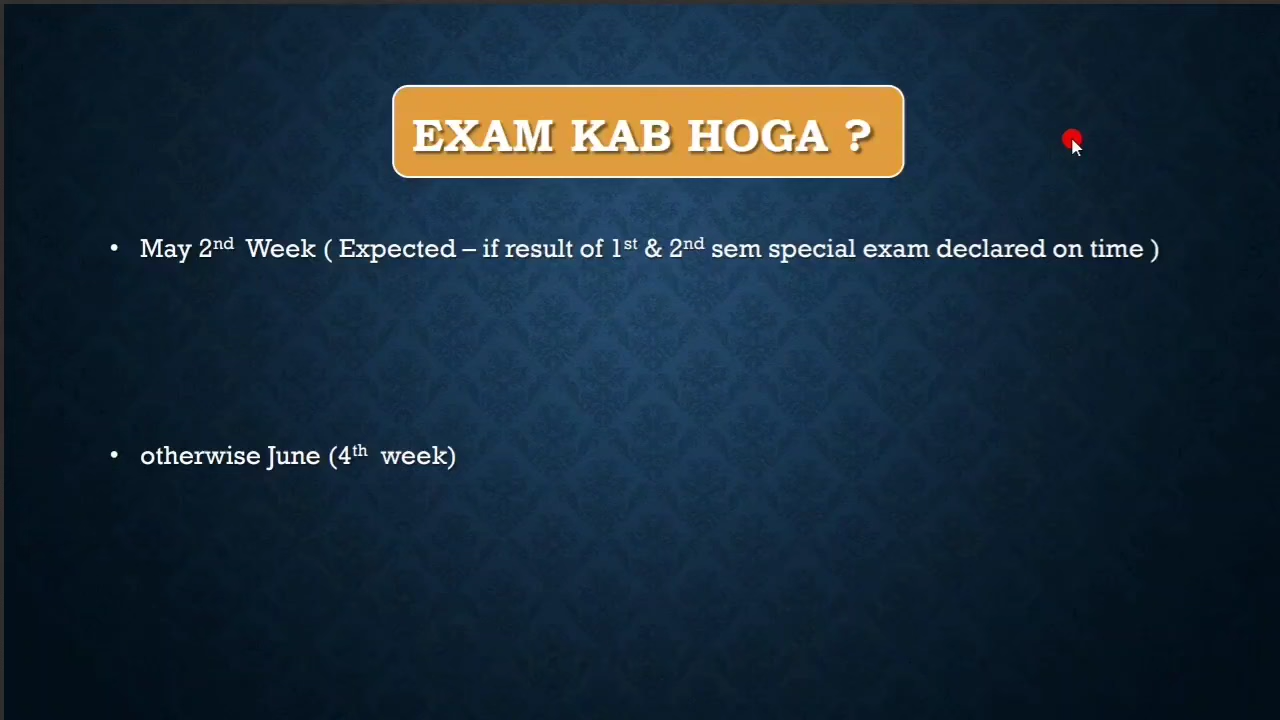 EXAM KAB HOGA ?
• May 2nd Week ( Expected – if result of 1st & 2nd sem special exam declared on time )
• otherwise June (4th week)